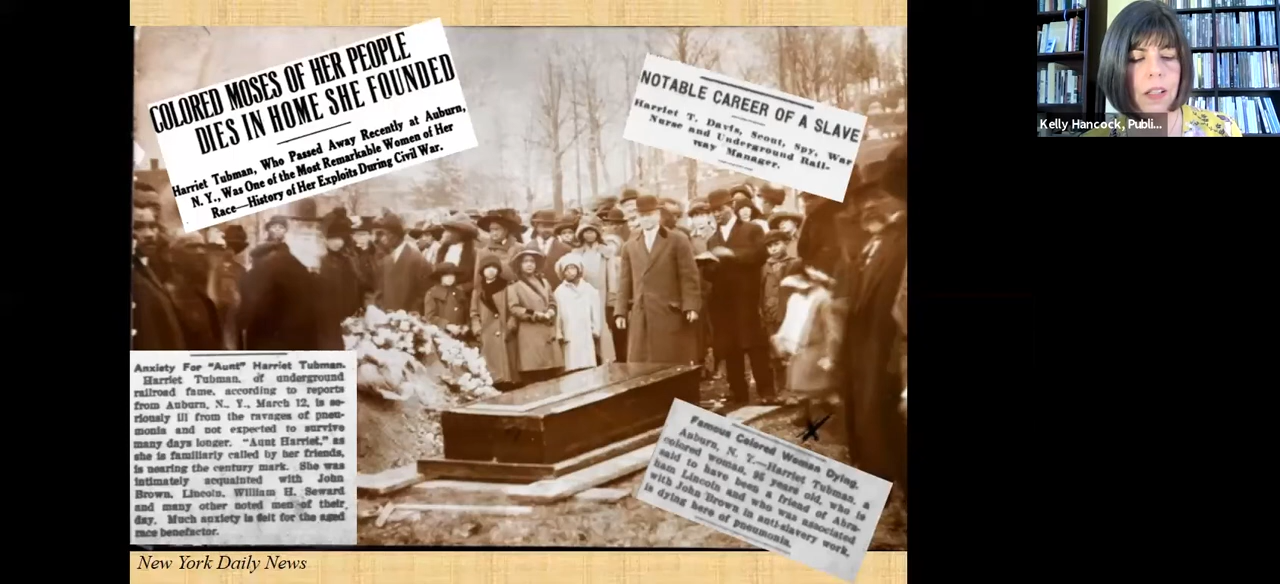 COLORED MOSES OF HER PEOPLE
DIES IN HOME SHE FOUNDED
Harriet Tubman, Who Passed Away Recently at Auburn,
N. Y., Was One of the Most Remarkable Women of Her
Race—History of Her Exploits During Civil War.
NOTABLE CAREER OF A SLAVE
Harriet T. Davis, Scout, Spy, War
Nurse and Underground Rail-
way Manager.
Kelly Hancock, Publi...
Anxiety For "Aunt" Harriet Tubman.
Harriet Tubman, of underground
railroad fame, according to reports
from Auburn, N. Y., March 12, is se-
riously ill from the ravages of pneu-
monia and not expected to survive
many days longer. "Aunt Harriet," as
she is familiarly called by her friends,
is nearing the century mark. She was
intimately acquainted with John
Brown, Lincoln, William H. Seward
and many other noted men of their
day. Much anxiety is felt for the aged
race benefactor.
Famous Colored Woman Dying.
Auburn, N. Y.—Harriet Tubman, a
colored woman, 95 years old, who is
said to have been a friend of Abra-
ham Lincoln and who was associated
with John Brown in anti-slavery work,
is dying here of pneumonia.
New York Daily News